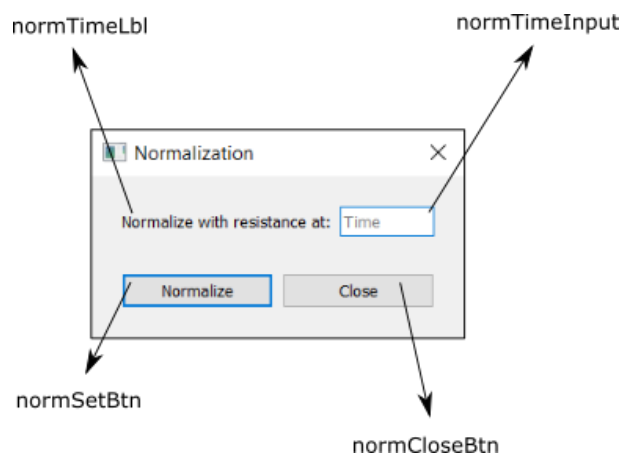 normTimeLbl
normTimeInput
Normalization
Normalize with resistance at: Time
Normalize Close
normSetBtn
normCloseBtn